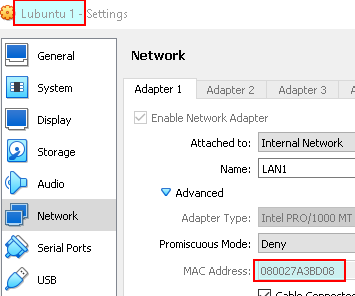 Lubuntu 1 - Settings
General
System
Display
Storage
Audio
Network
Serial Ports
USB
Network
Adapter 1 Adapter 2 Adapter 3
Enable Network Adapter
Attached to: Internal Network
Name: LAN1
Advanced
Adapter Type: Intel PRO/1000 MT
Promiscuous Mode: Deny
MAC Address: 080027A3BD08